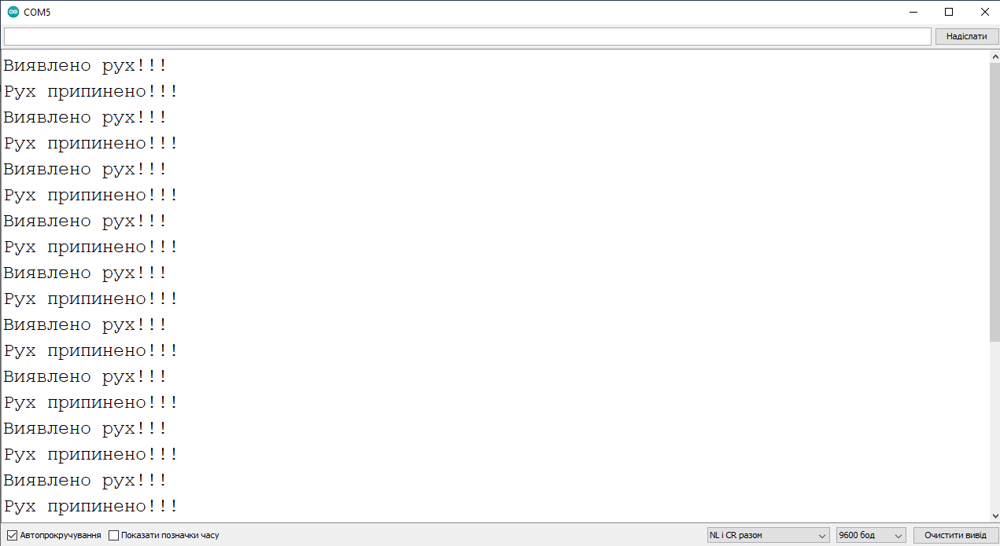 COM5
Надіслати
Виявлено рух!!!
Рух припинено!!!
Виявлено рух!!!
Рух припинено!!!
Виявлено рух!!!
Рух припинено!!!
Виявлено рух!!!
Рух припинено!!!
Виявлено рух!!!
Рух припинено!!!
Виявлено рух!!!
Рух припинено!!!
Виявлено рух!!!
Рух припинено!!!
Виявлено рух!!!
Рух припинено!!!
Виявлено рух!!!
Рух припинено!!!
Автопрокручування Показати позначки часу NL і CR разом 9600 бод Очистити вивід